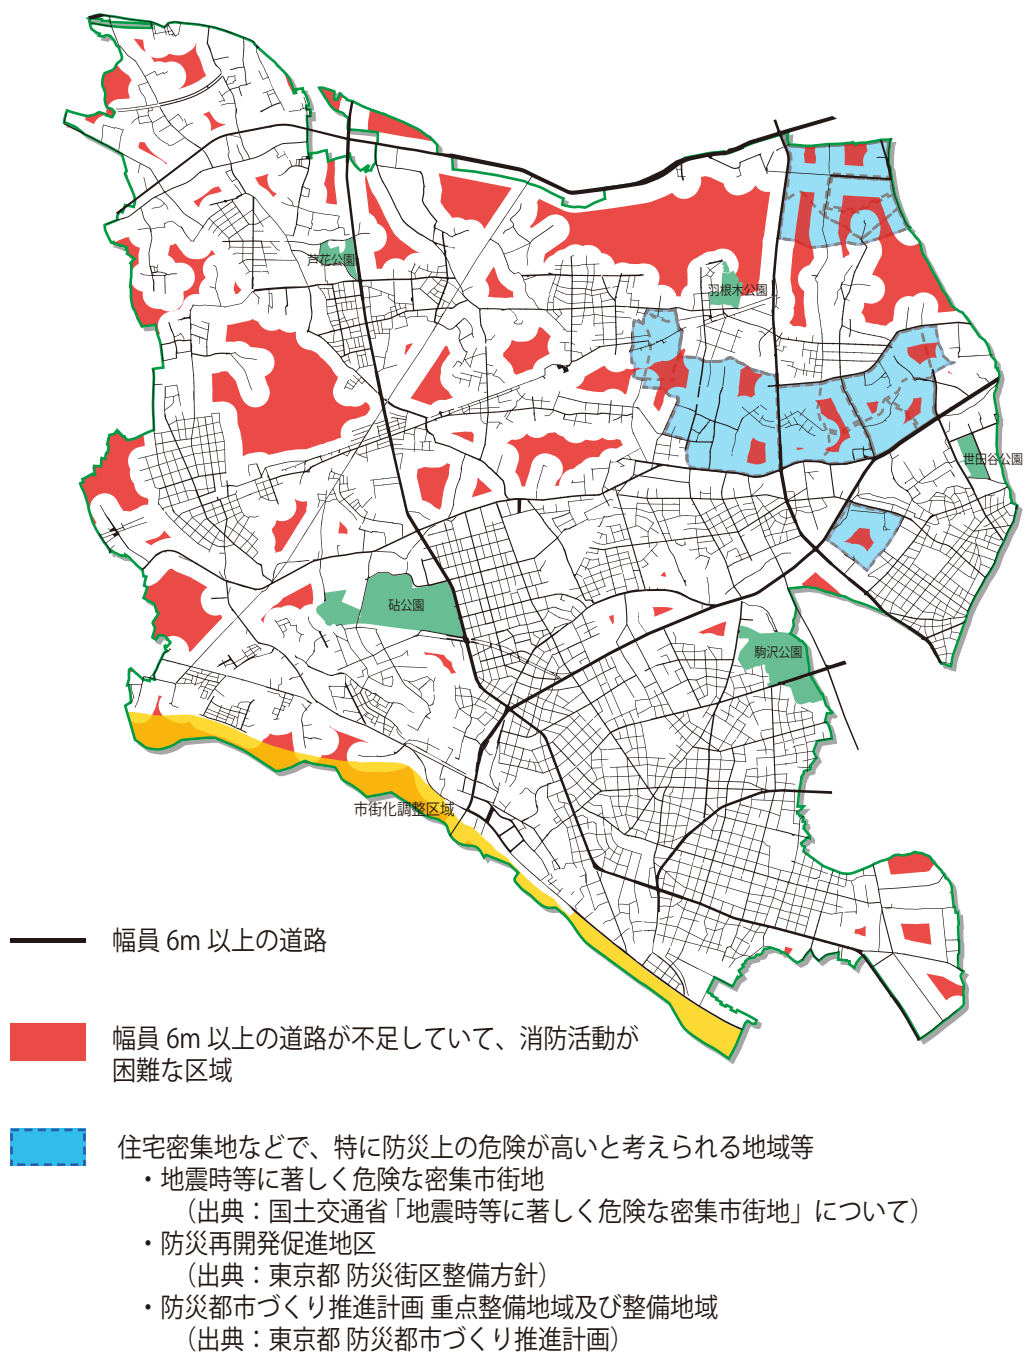 芦花公園
羽根木公園
世田谷公園
砧公園
駒沢公園
市街化調整区域
幅員 6m 以上の道路
幅員 6m 以上の道路が不足していて、消防活動が
困難な区域
住宅密集地などで、特に防災上の危険が高いと考えられる地域等
・地震時等に著しく危険な密集市街地
（出典：国土交通省「地震時等に著しく危険な密集市街地」について）
・防災再開発促進地区
（出典：東京都 防災街区整備方針）
・防災都市づくり推進計画 重点整備地域及び整備地域
（出典：東京都 防災都市づくり推進計画）